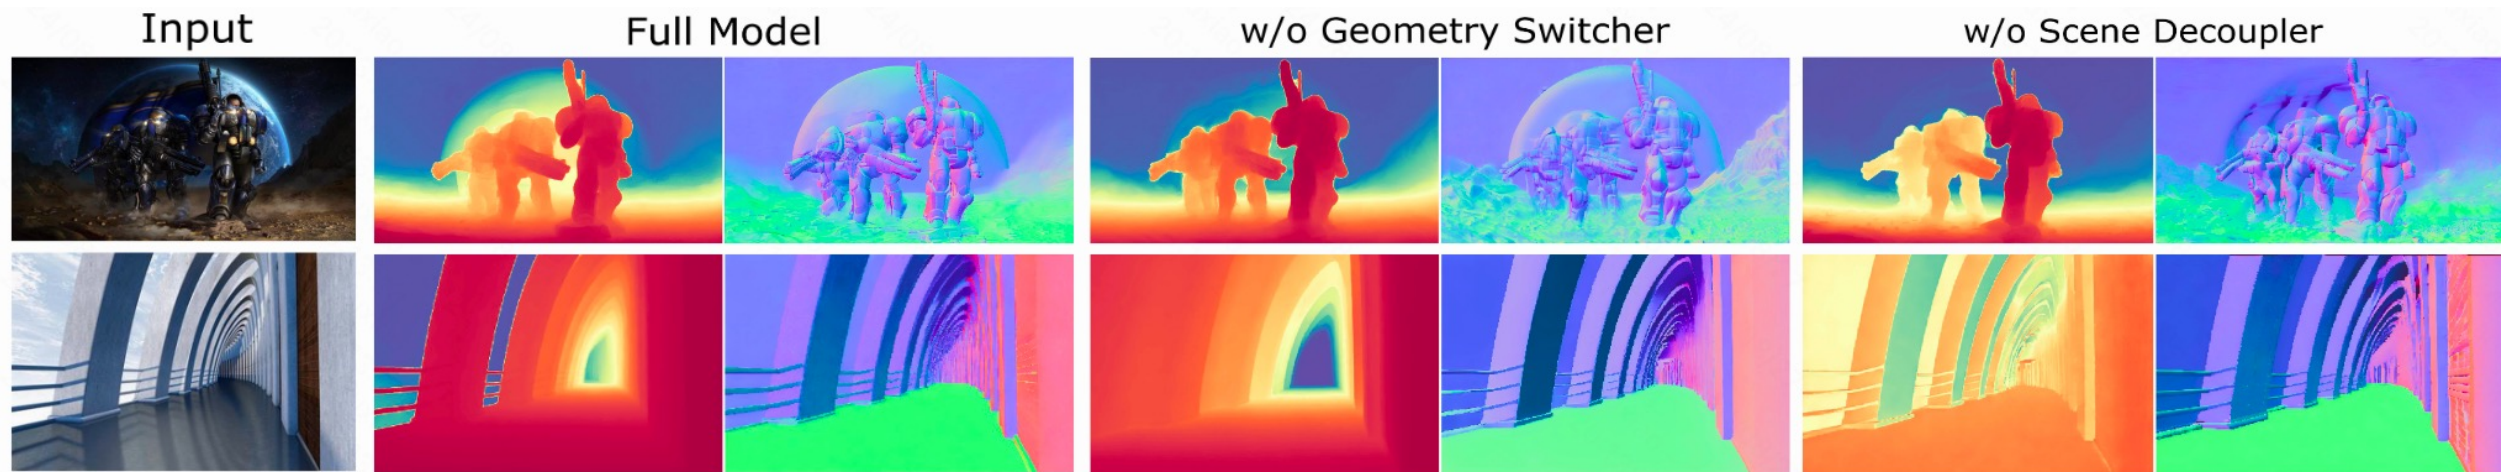 Input
Full Model
w/o Geometry Switcher
w/o Scene Decoupler